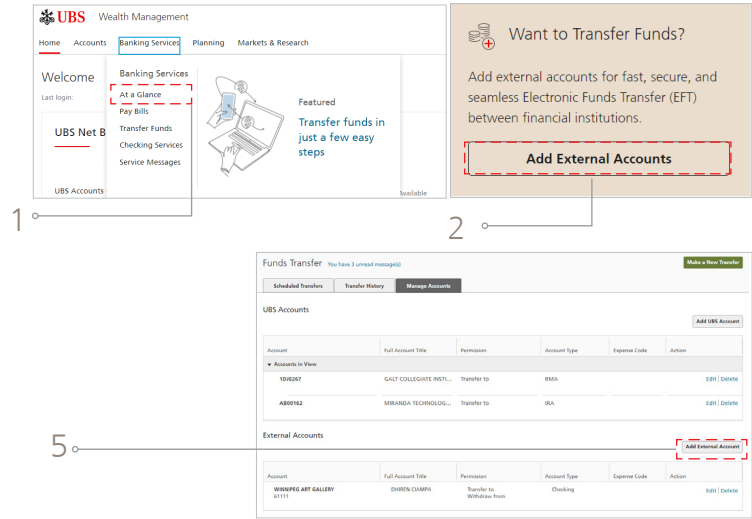 UBS Wealth Management
Home Accounts Banking Services Planning Markets & Research
Welcome
Last login:
UBS Net B
UBS Accounts
Banking Services
At a Glance
Pay Bills
Transfer Funds
Checking Services
Service Messages
Featured
Transfer funds in
just a few easy
steps
Available
1
Want to Transfer Funds?
Add external accounts for fast, secure, and
seamless Electronic Funds Transfer (EFT)
between financial institutions.
Add External Accounts
2
Funds Transfer You have 3 unread message(s)
Make a New Transfer
Scheduled Transfers Transfer History Manage Accounts
UBS Accounts
Add UBS Account
Account Full Account Title Permission Account Type Expense Code Action
Accounts in View
1DJ0267 GALT COLLEGIATE INSTI... Transfer to RMA Edit | Delete
AB00162 MIRANDA TECHNOLOG... Transfer to IRA Edit | Delete
External Accounts
5
Add External Account
Account Full Account Title Permission Account Type Expense Code Action
WINNIPEG ART GALLERY DHIREN CIAMPA Transfer to Checking Edit | Delete
61111 Withdraw from